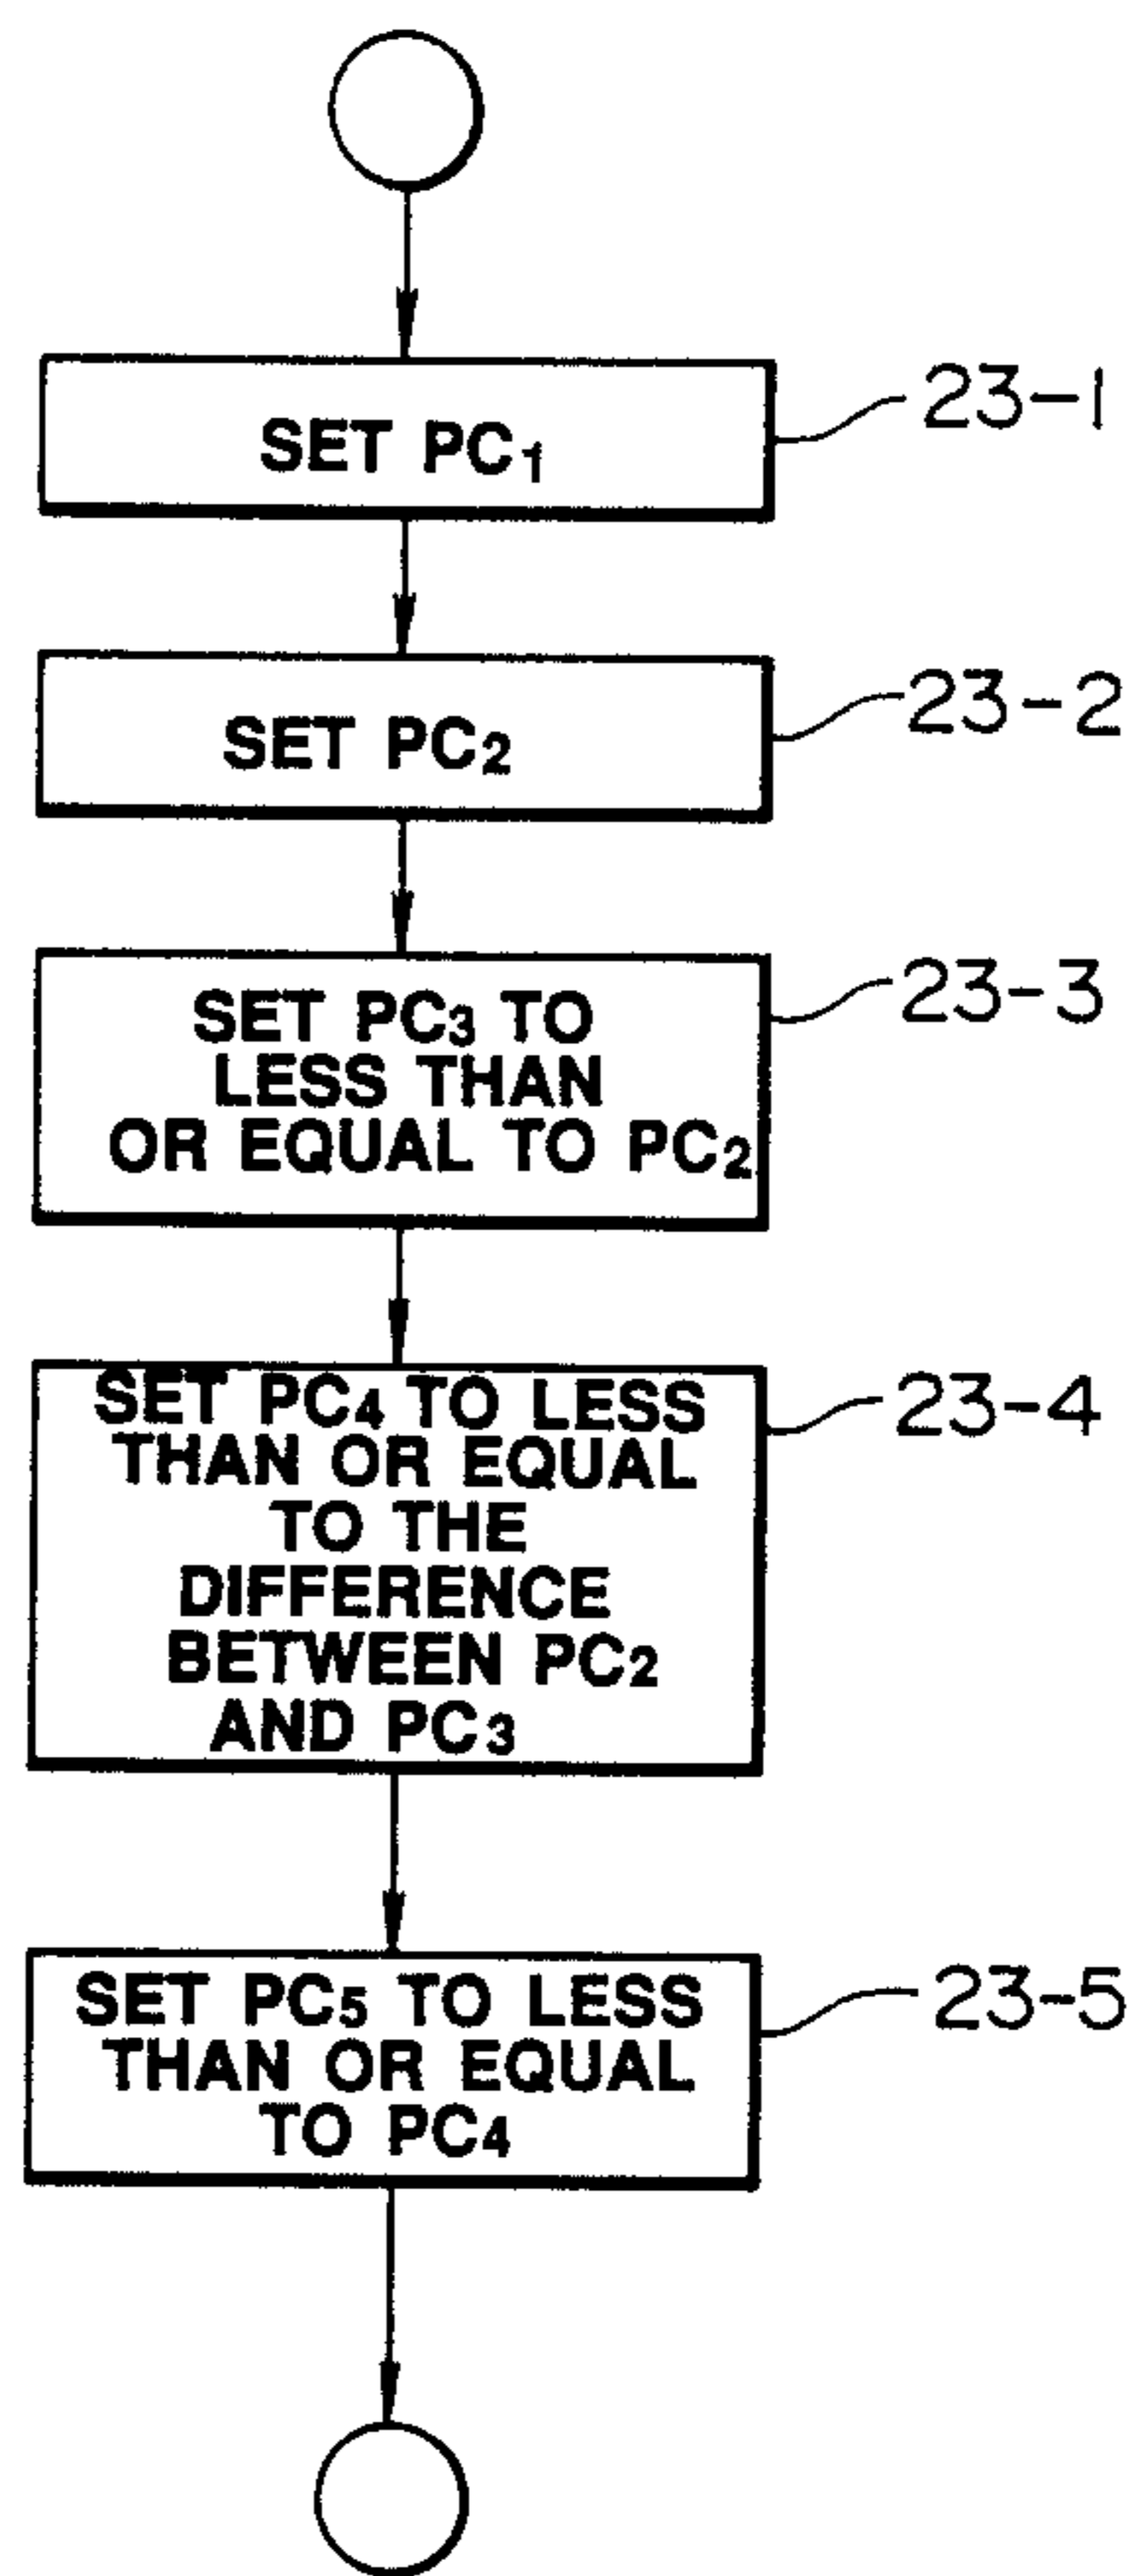 SET PC1
23-1
SET PC2
23-2
SET PC3 TO
LESS THAN
OR EQUAL TO PC2
23-3
SET PC4 TO LESS
THAN OR EQUAL
TO THE
DIFFERENCE
BETWEEN PC2
AND PC3
23-4
SET PC5 TO LESS
THAN OR EQUAL
TO PC4
23-5